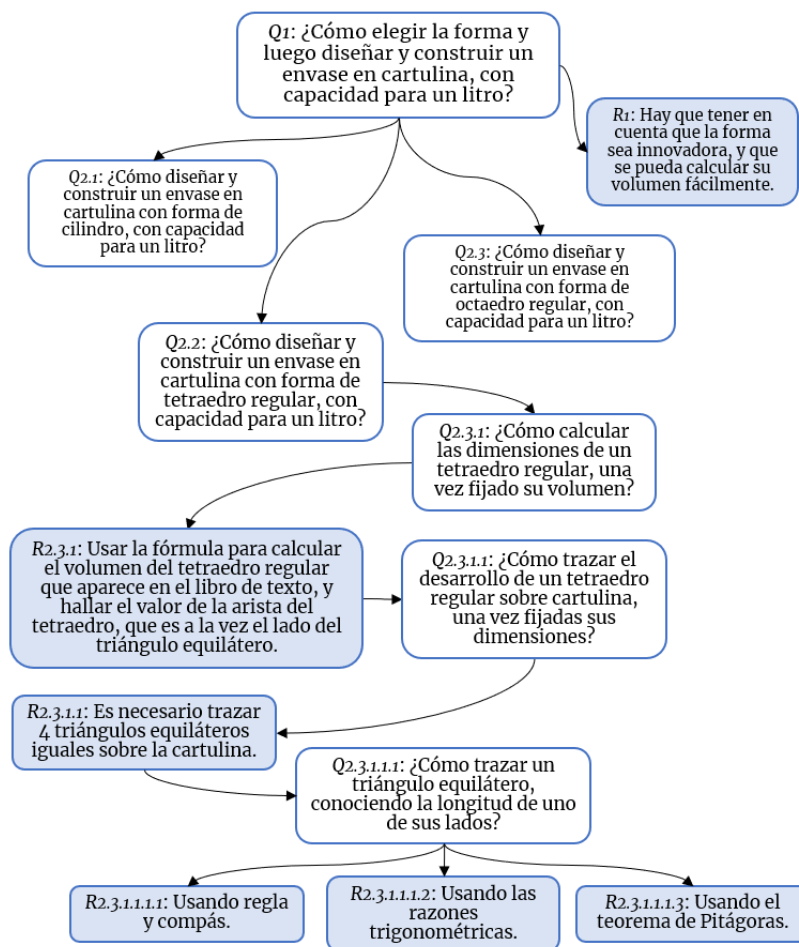 Q1: ¿Cómo elegir la forma y
luego diseñar y construir un
envase en cartulina, con
capacidad para un litro?
R1: Hay que tener en
cuenta que la forma
sea innovadora, y que
se pueda calcular su
volumen fácilmente.
Q2.1: ¿Cómo diseñar y
construir un envase en
cartulina con forma de
cilindro, con capacidad
para un litro?
Q2.3: ¿Cómo diseñar y
construir un envase en
cartulina con forma de
octaedro regular, con
capacidad para un litro?
Q2.2: ¿Cómo diseñar y
construir un envase en
cartulina con forma de
tetraedro regular, con
capacidad para un litro?
Q2.3.1: ¿Cómo calcular
las dimensiones de un
tetraedro regular, una
vez fijado su volumen?
R2.3.1: Usar la fórmula para calcular
el volumen del tetraedro regular
que aparece en el libro de texto, y
hallar el valor de la arista del
tetraedro, que es a la vez el lado del
triángulo equilátero.
Q2.3.1.1: ¿Cómo trazar el
desarrollo de un tetraedro
regular sobre cartulina,
una vez fijadas sus
dimensiones?
R2.3.1.1: Es necesario trazar
4 triángulos equiláteros
iguales sobre la cartulina.
Q2.3.1.1.1: ¿Cómo trazar un
triángulo equilátero,
conociendo la longitud de uno
de sus lados?
R2.3.1.1.1.1: Usando regla
y compás.
R2.3.1.1.1.2: Usando las
razones
trigonométricas.
R2.3.1.1.1.3: Usando el
teorema de Pitágoras.